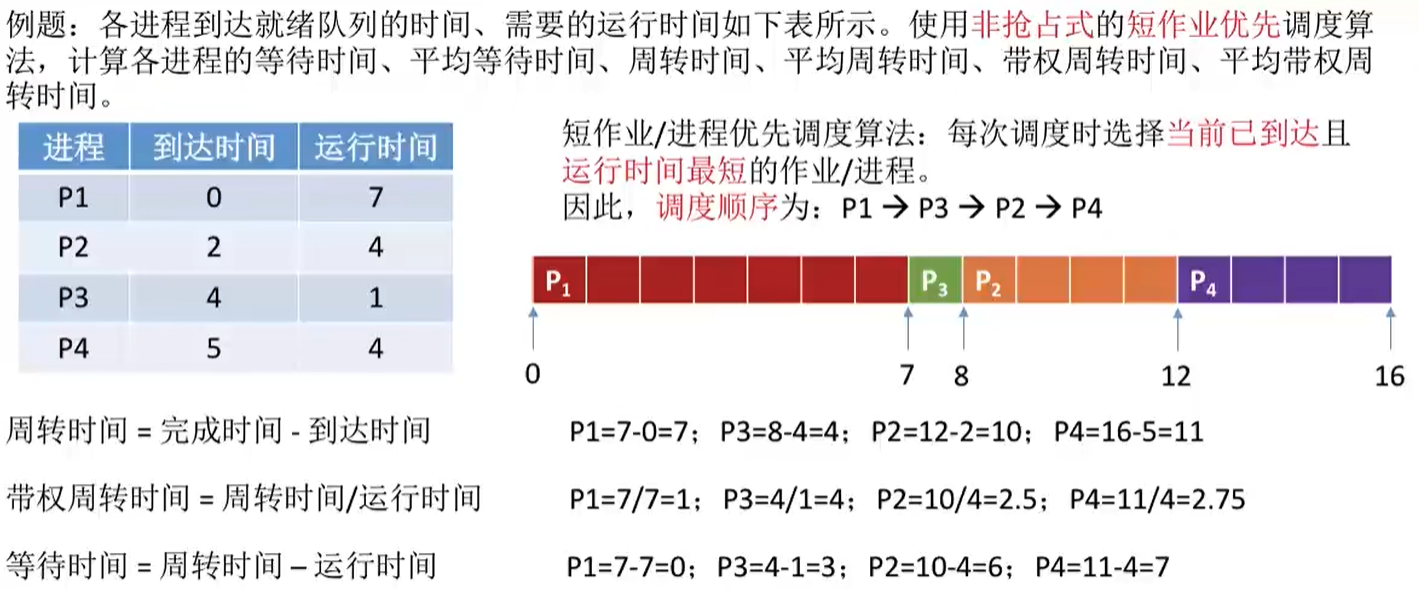 例题：各进程到达就绪队列的时间、需要的运行时间如下表所示。使用非抢占式的短作业优先调度算
法，计算各进程的等待时间、平均等待时间、周转时间、平均周转时间、带权周转时间、平均带权周
转时间。
进程 到达时间 运行时间
P1 0 7
P2 2 4
P3 4 1
P4 5 4
短作业/进程优先调度算法：每次调度时选择当前已到达且
运行时间最短的作业/进程。
因此，调度顺序为：P1 → P3 → P2 → P4
P₁ P₃ P₂ P₄
0 7 8 12 16
周转时间 = 完成时间 - 到达时间 P1=7-0=7；P3=8-4=4；P2=12-2=10；P4=16-5=11
带权周转时间 = 周转时间/运行时间 P1=7/7=1；P3=4/1=4；P2=10/4=2.5；P4=11/4=2.75
等待时间 = 周转时间 – 运行时间 P1=7-7=0；P3=4-1=3；P2=10-4=6；P4=11-4=7